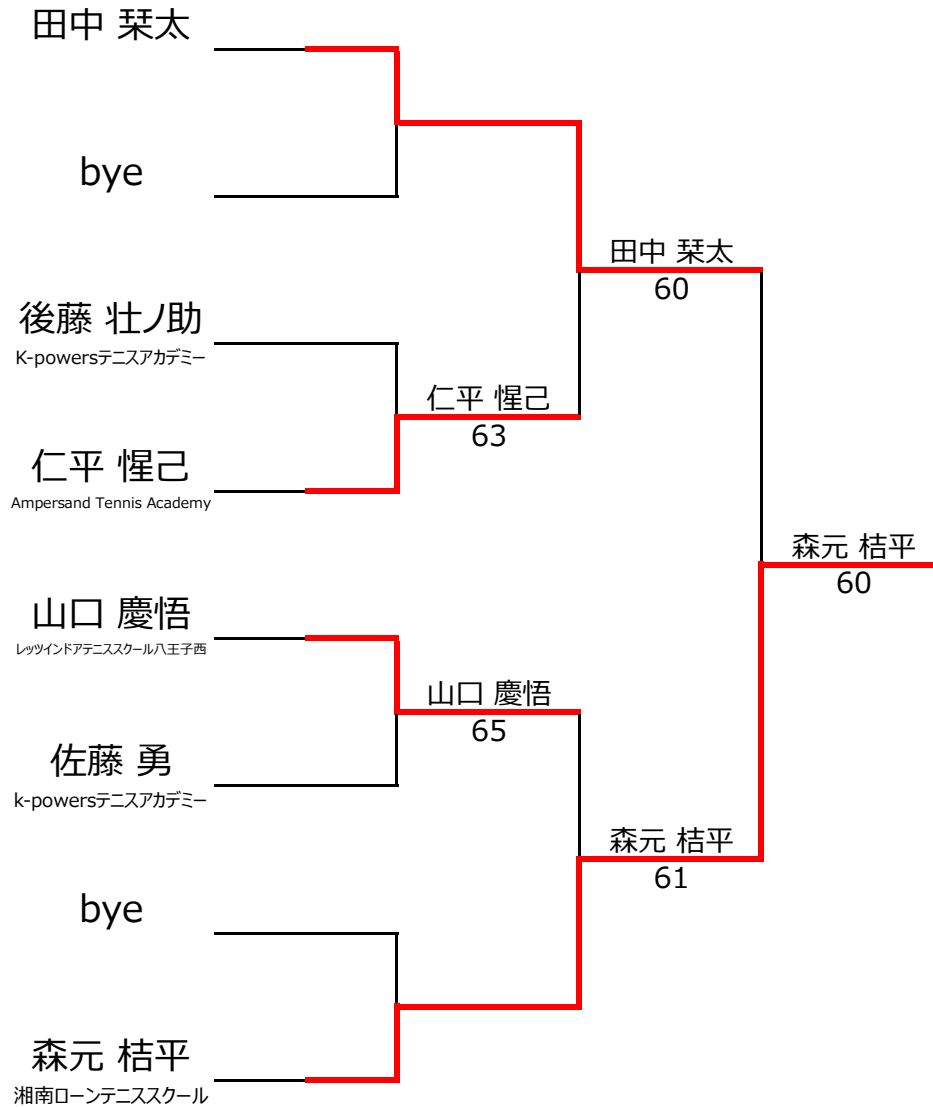 田中 栞太
bye
後藤 壮ノ助
K-powersテニスアカデミー
仁平 惺己
Ampersand Tennis Academy
山口 慶悟
レッツインドアテニススクール八王子西
佐藤 勇
k-powersテニスアカデミー
bye
森元 桔平
湘南ローンテニススクール
仁平 惺己
63
山口 慶悟
65
田中 栞太
60
森元 桔平
61
森元 桔平
60